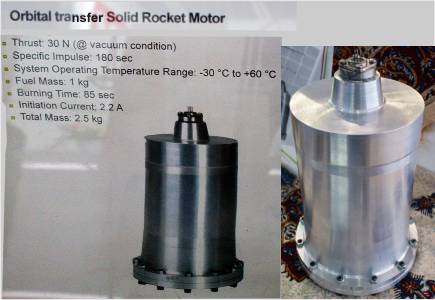 Orbital transfer Solid Rocket Motor
Thrust: 30 N (@ vacuum condition)
Specific Impulse: 180 sec
System Operating Temperature Range: -30 °C to +60 °C
Fuel Mass: 1 kg
Burning Time: 85 sec
Initiation Current; 2.2 A
Total Mass: 2.5 kg